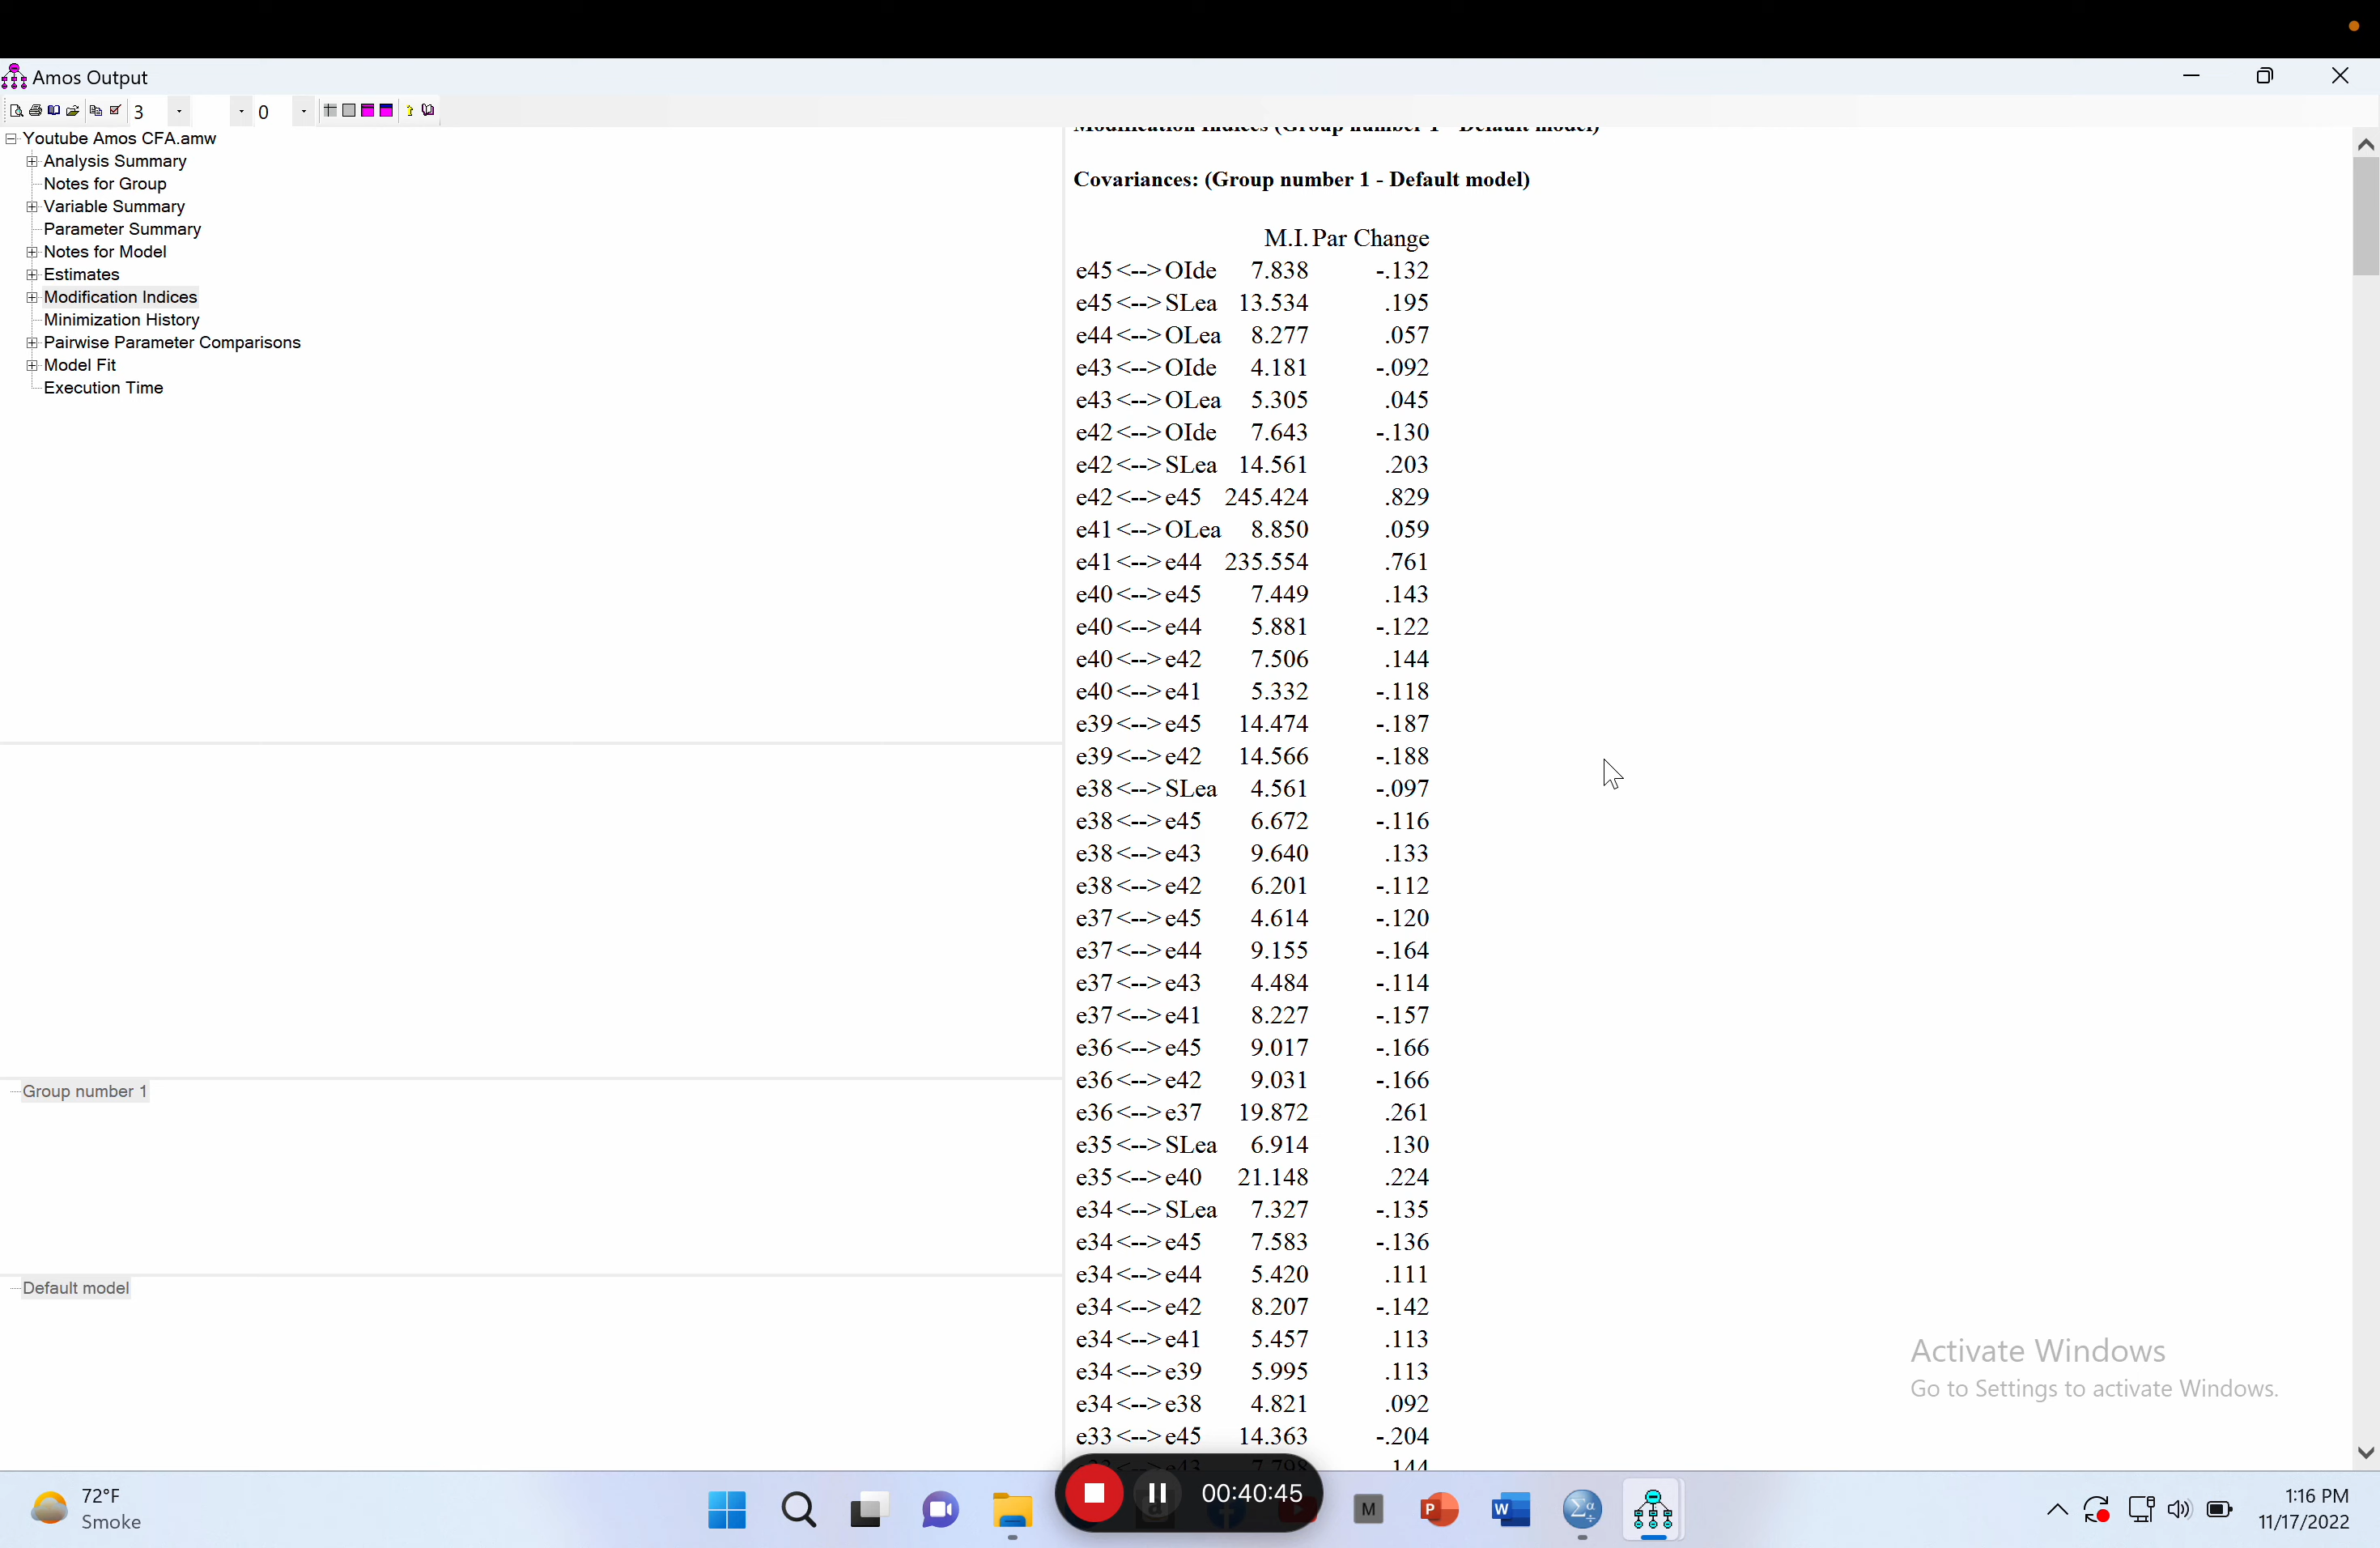 Amos Output
3 0
Youtube Amos CFA.amw
Analysis Summary
Notes for Group
Variable Summary
Parameter Summary
Notes for Model
Estimates
Modification Indices
Minimization History
Pairwise Parameter Comparisons
Model Fit
Execution Time
Group number 1
Default model
Modification Indices (Group number 1 - Default model)
Covariances: (Group number 1 - Default model)
M.I. Par Change
e45 <--> OIde 7.838 -.132
e45 <--> SLea 13.534 .195
e44 <--> OLea 8.277 .057
e43 <--> OIde 4.181 -.092
e43 <--> OLea 5.305 .045
e42 <--> OIde 7.643 -.130
e42 <--> SLea 14.561 .203
e42 <--> e45 245.424 .829
e41 <--> OLea 8.850 .059
e41 <--> e44 235.554 .761
e40 <--> e45 7.449 .143
e40 <--> e44 5.881 -.122
e40 <--> e42 7.506 .144
e40 <--> e41 5.332 -.118
e39 <--> e45 14.474 -.187
e39 <--> e42 14.566 -.188
e38 <--> SLea 4.561 -.097
e38 <--> e45 6.672 -.116
e38 <--> e43 9.640 .133
e38 <--> e42 6.201 -.112
e37 <--> e45 4.614 -.120
e37 <--> e44 9.155 -.164
e37 <--> e43 4.484 -.114
e37 <--> e41 8.227 -.157
e36 <--> e45 9.017 -.166
e36 <--> e42 9.031 -.166
e36 <--> e37 19.872 .261
e35 <--> SLea 6.914 .130
e35 <--> e40 21.148 .224
e34 <--> SLea 7.327 -.135
e34 <--> e45 7.583 -.136
e34 <--> e44 5.420 .111
e34 <--> e42 8.207 -.142
e34 <--> e41 5.457 .113
e34 <--> e39 5.995 .113
e34 <--> e38 4.821 .092
e33 <--> e45 14.363 -.204
.144
Activate Windows
Go to Settings to activate Windows.
72°F
Smoke
00:40:45
M
P
W
Σα
1:16 PM
11/17/2022